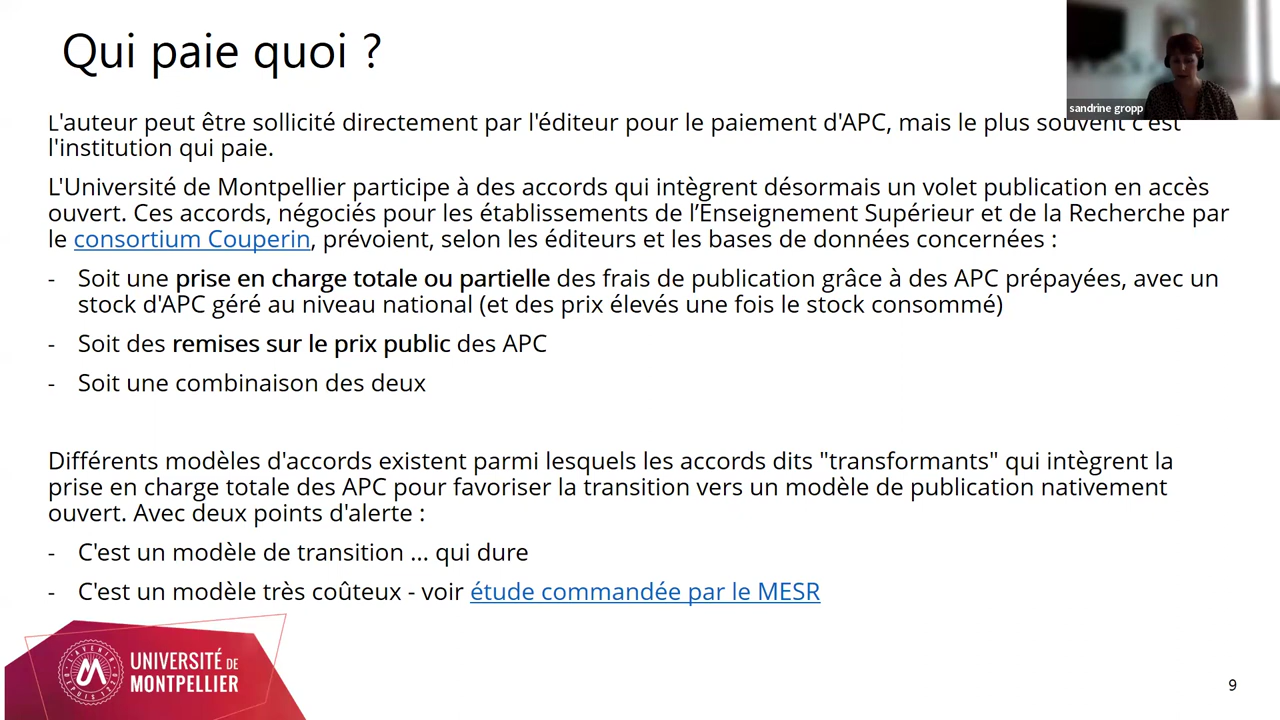 Qui paie quoi ?
sandrine gropp
L'auteur peut être sollicité directement par l'éditeur pour le paiement d'APC, mais le plus souvent c'est
l'institution qui paie.
L'Université de Montpellier participe à des accords qui intègrent désormais un volet publication en accès
ouvert. Ces accords, négociés pour les établissements de l’Enseignement Supérieur et de la Recherche par
le consortium Couperin, prévoient, selon les éditeurs et les bases de données concernées :
- Soit une prise en charge totale ou partielle des frais de publication grâce à des APC prépayées, avec un
stock d'APC géré au niveau national (et des prix élevés une fois le stock consommé)
- Soit des remises sur le prix public des APC
- Soit une combinaison des deux
Différents modèles d'accords existent parmi lesquels les accords dits "transformants" qui intègrent la
prise en charge totale des APC pour favoriser la transition vers un modèle de publication nativement
ouvert. Avec deux points d'alerte :
- C'est un modèle de transition ... qui dure
- C'est un modèle très coûteux - voir étude commandée par le MESR
UNIVERSITÉ DE
MONTPELLIER
9